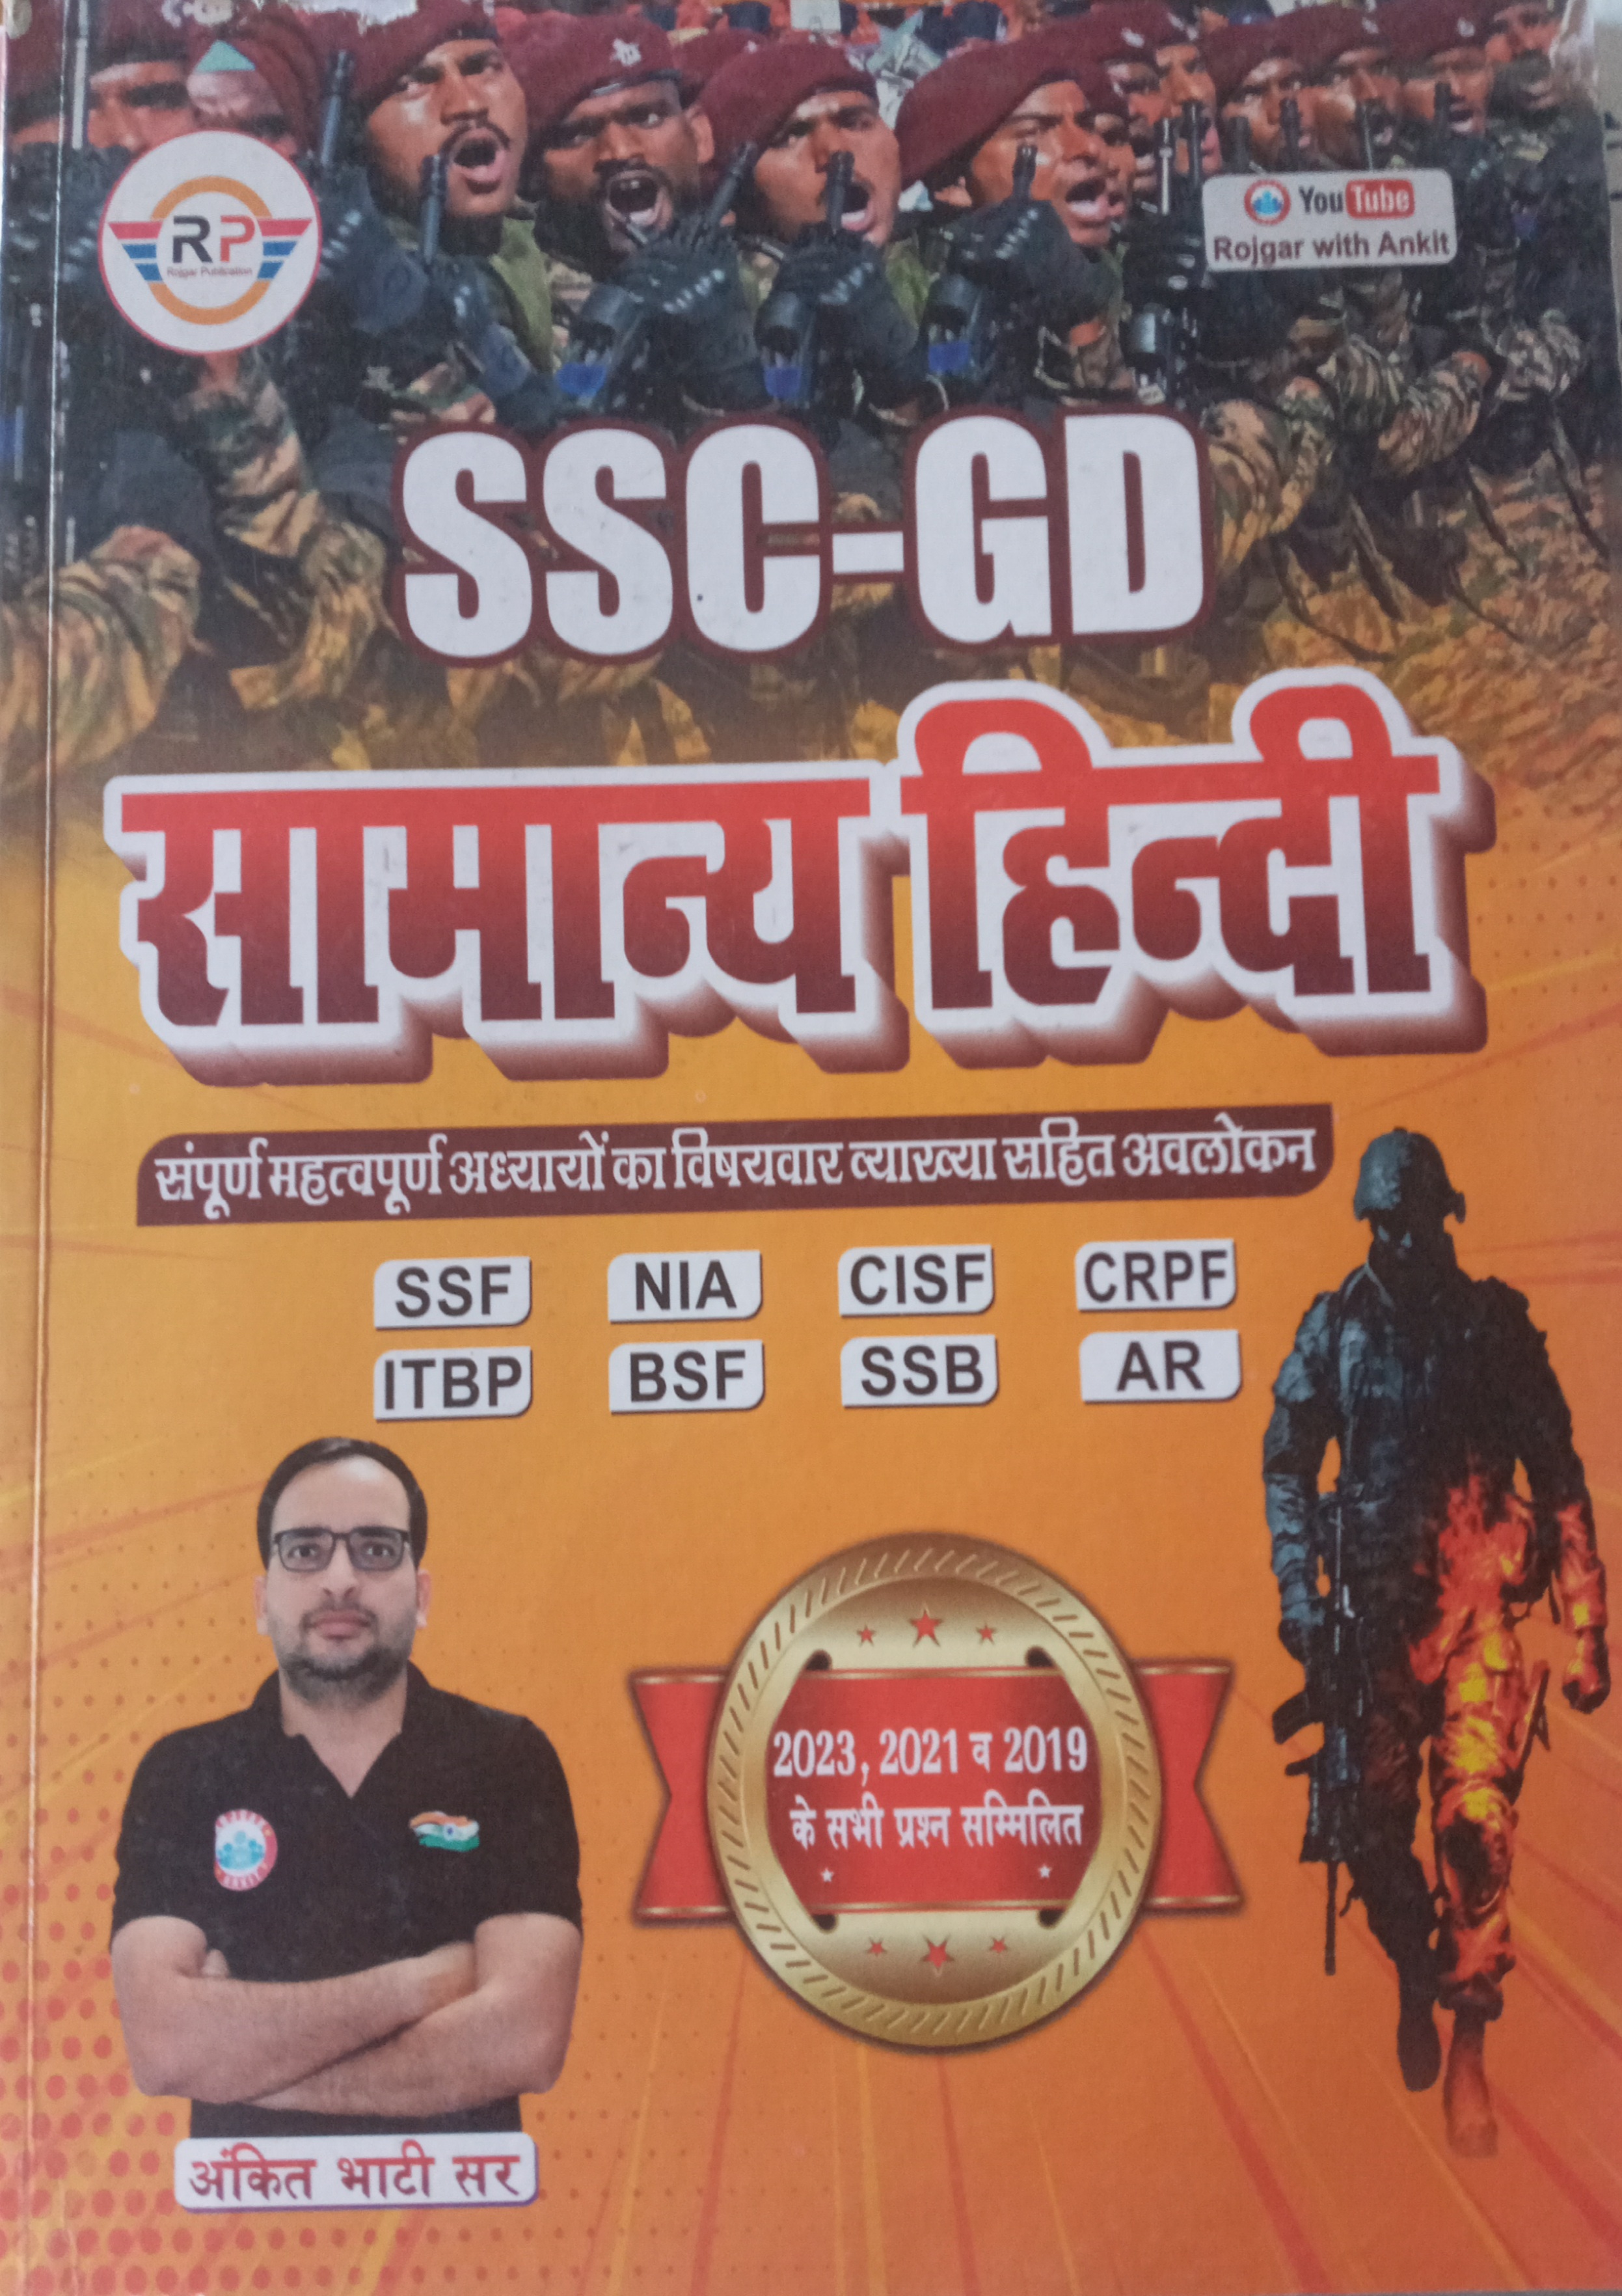 RP
Rojgar Publication
YouTube
Rojgar with Ankit
SSC-GD
सामान्य हिन्दी
संपूर्ण महत्वपूर्ण अध्यायों का विषयवार व्याख्या सहित अवलोकन
SSF NIA CISF CRPF
ITBP BSF SSB AR
2023, 2021 व 2019
के सभी प्रश्न सम्मिलित
अंकित भाटी सर